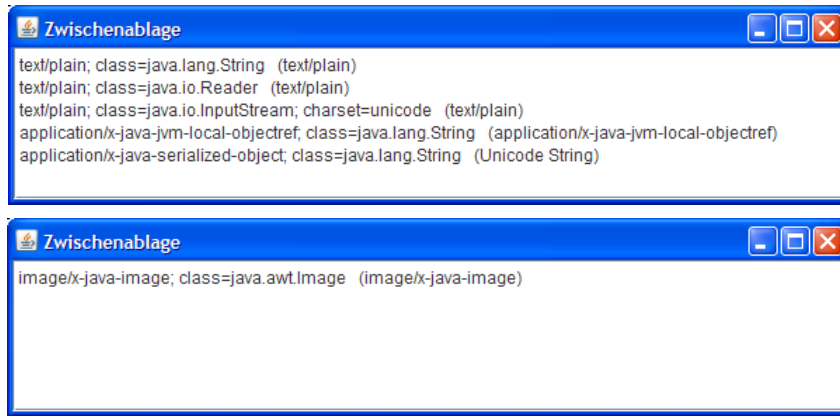 Zwischenablage
text/plain; class=java.lang.String (text/plain)
text/plain; class=java.io.Reader (text/plain)
text/plain; class=java.io.InputStream; charset=unicode (text/plain)
application/x-java-jvm-local-objectref; class=java.lang.String (application/x-java-jvm-local-objectref)
application/x-java-serialized-object; class=java.lang.String (Unicode String)
Zwischenablage
image/x-java-image; class=java.awt.Image (image/x-java-image)